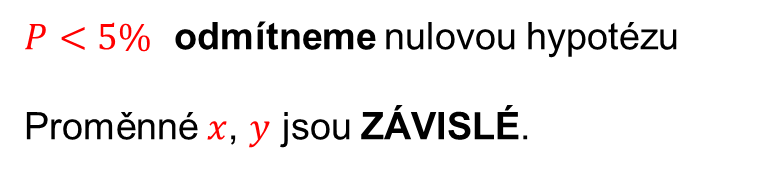 P < 5% odmítneme nulovou hypotézu
Proměnné x, y jsou ZÁVISLÉ.